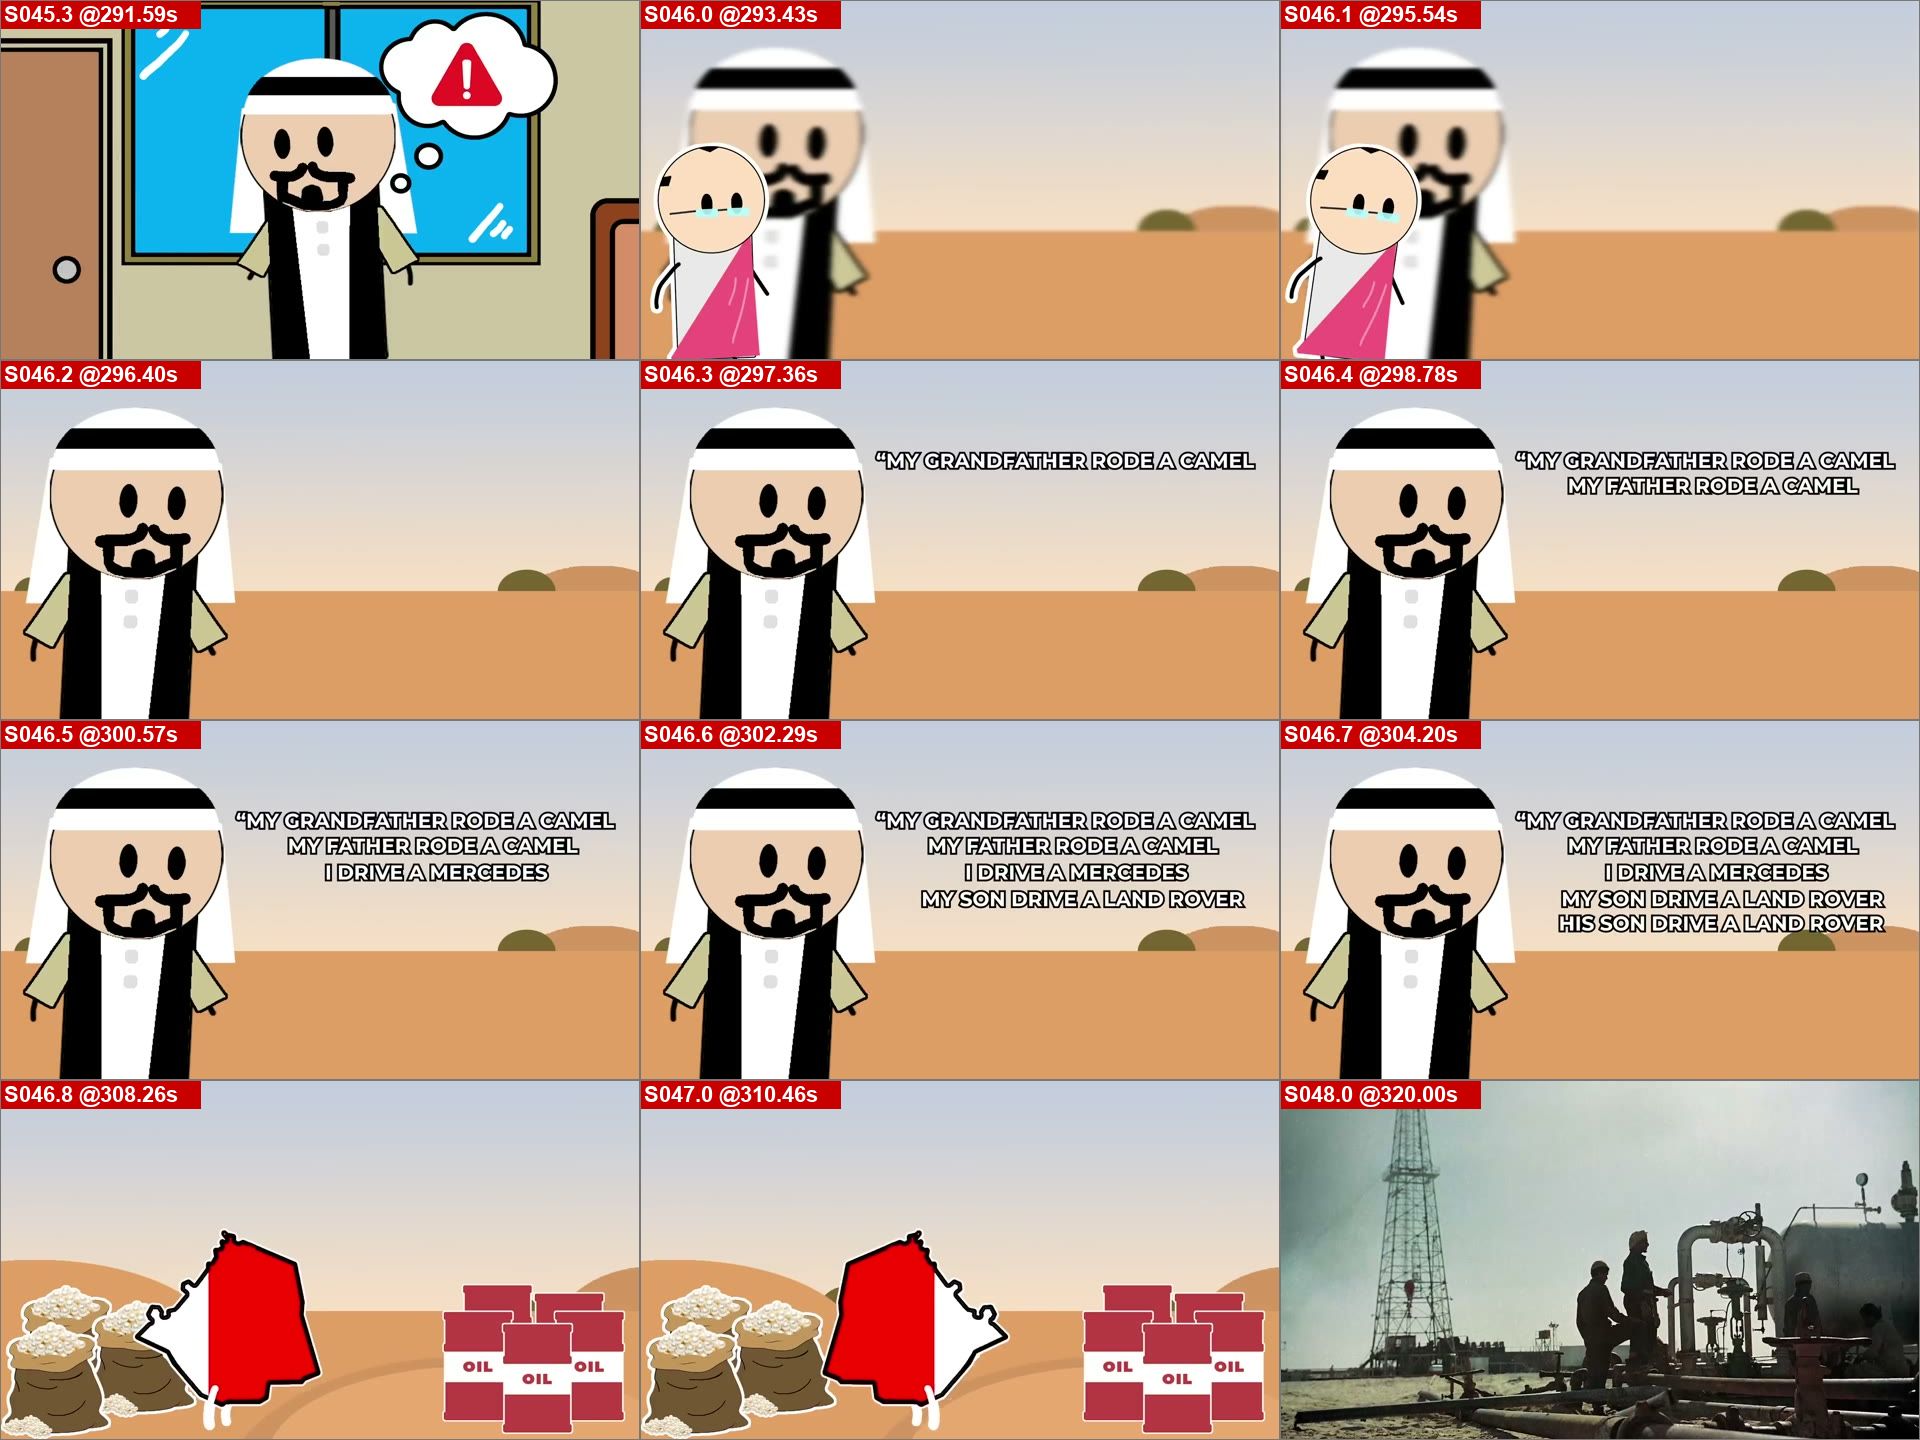 S045.3 @291.59s
S046.0 @293.43s
S046.1 @295.54s
S046.2 @296.40s
S046.3 @297.36s
“MY GRANDFATHER RODE A CAMEL
S046.4 @298.78s
“MY GRANDFATHER RODE A CAMEL
MY FATHER RODE A CAMEL
S046.5 @300.57s
“MY GRANDFATHER RODE A CAMEL
MY FATHER RODE A CAMEL
I DRIVE A MERCEDES
S046.6 @302.29s
“MY GRANDFATHER RODE A CAMEL
MY FATHER RODE A CAMEL
I DRIVE A MERCEDES
MY SON DRIVE A LAND ROVER
S046.7 @304.20s
“MY GRANDFATHER RODE A CAMEL
MY FATHER RODE A CAMEL
I DRIVE A MERCEDES
MY SON DRIVE A LAND ROVER
HIS SON DRIVE A LAND ROVER
S046.8 @308.26s
OIL
OIL
OIL
S047.0 @310.46s
OIL
OIL
OIL
S048.0 @320.00s